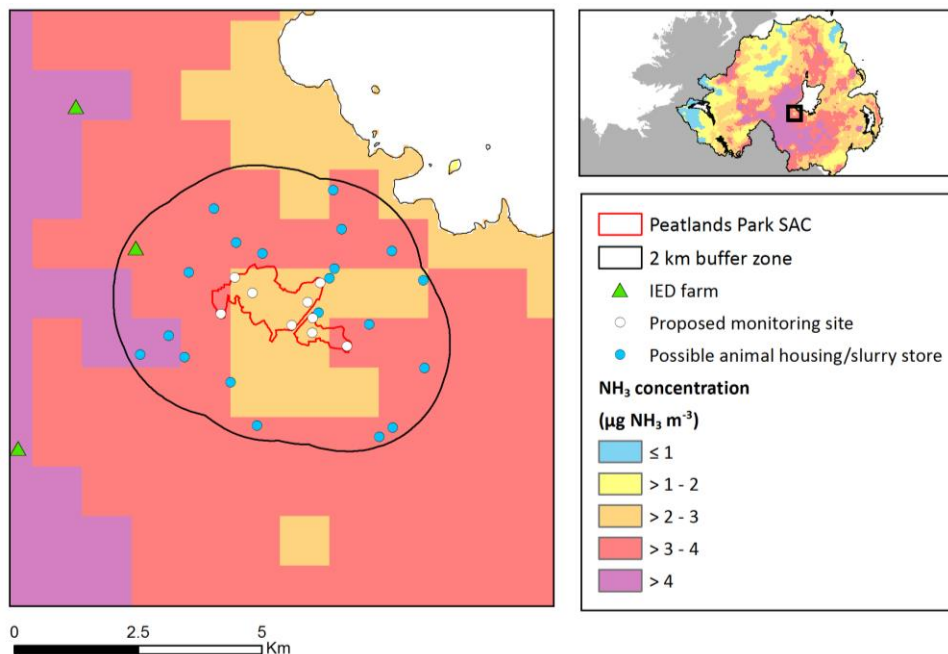 Peatlands Park SAC
2 km buffer zone
IED farm
Proposed monitoring site
Possible animal housing/slurry store
NH₃ concentration
(µg NH₃ m⁻³)
≤ 1
> 1 - 2
> 2 - 3
> 3 - 4
> 4
0 2.5 5
Km